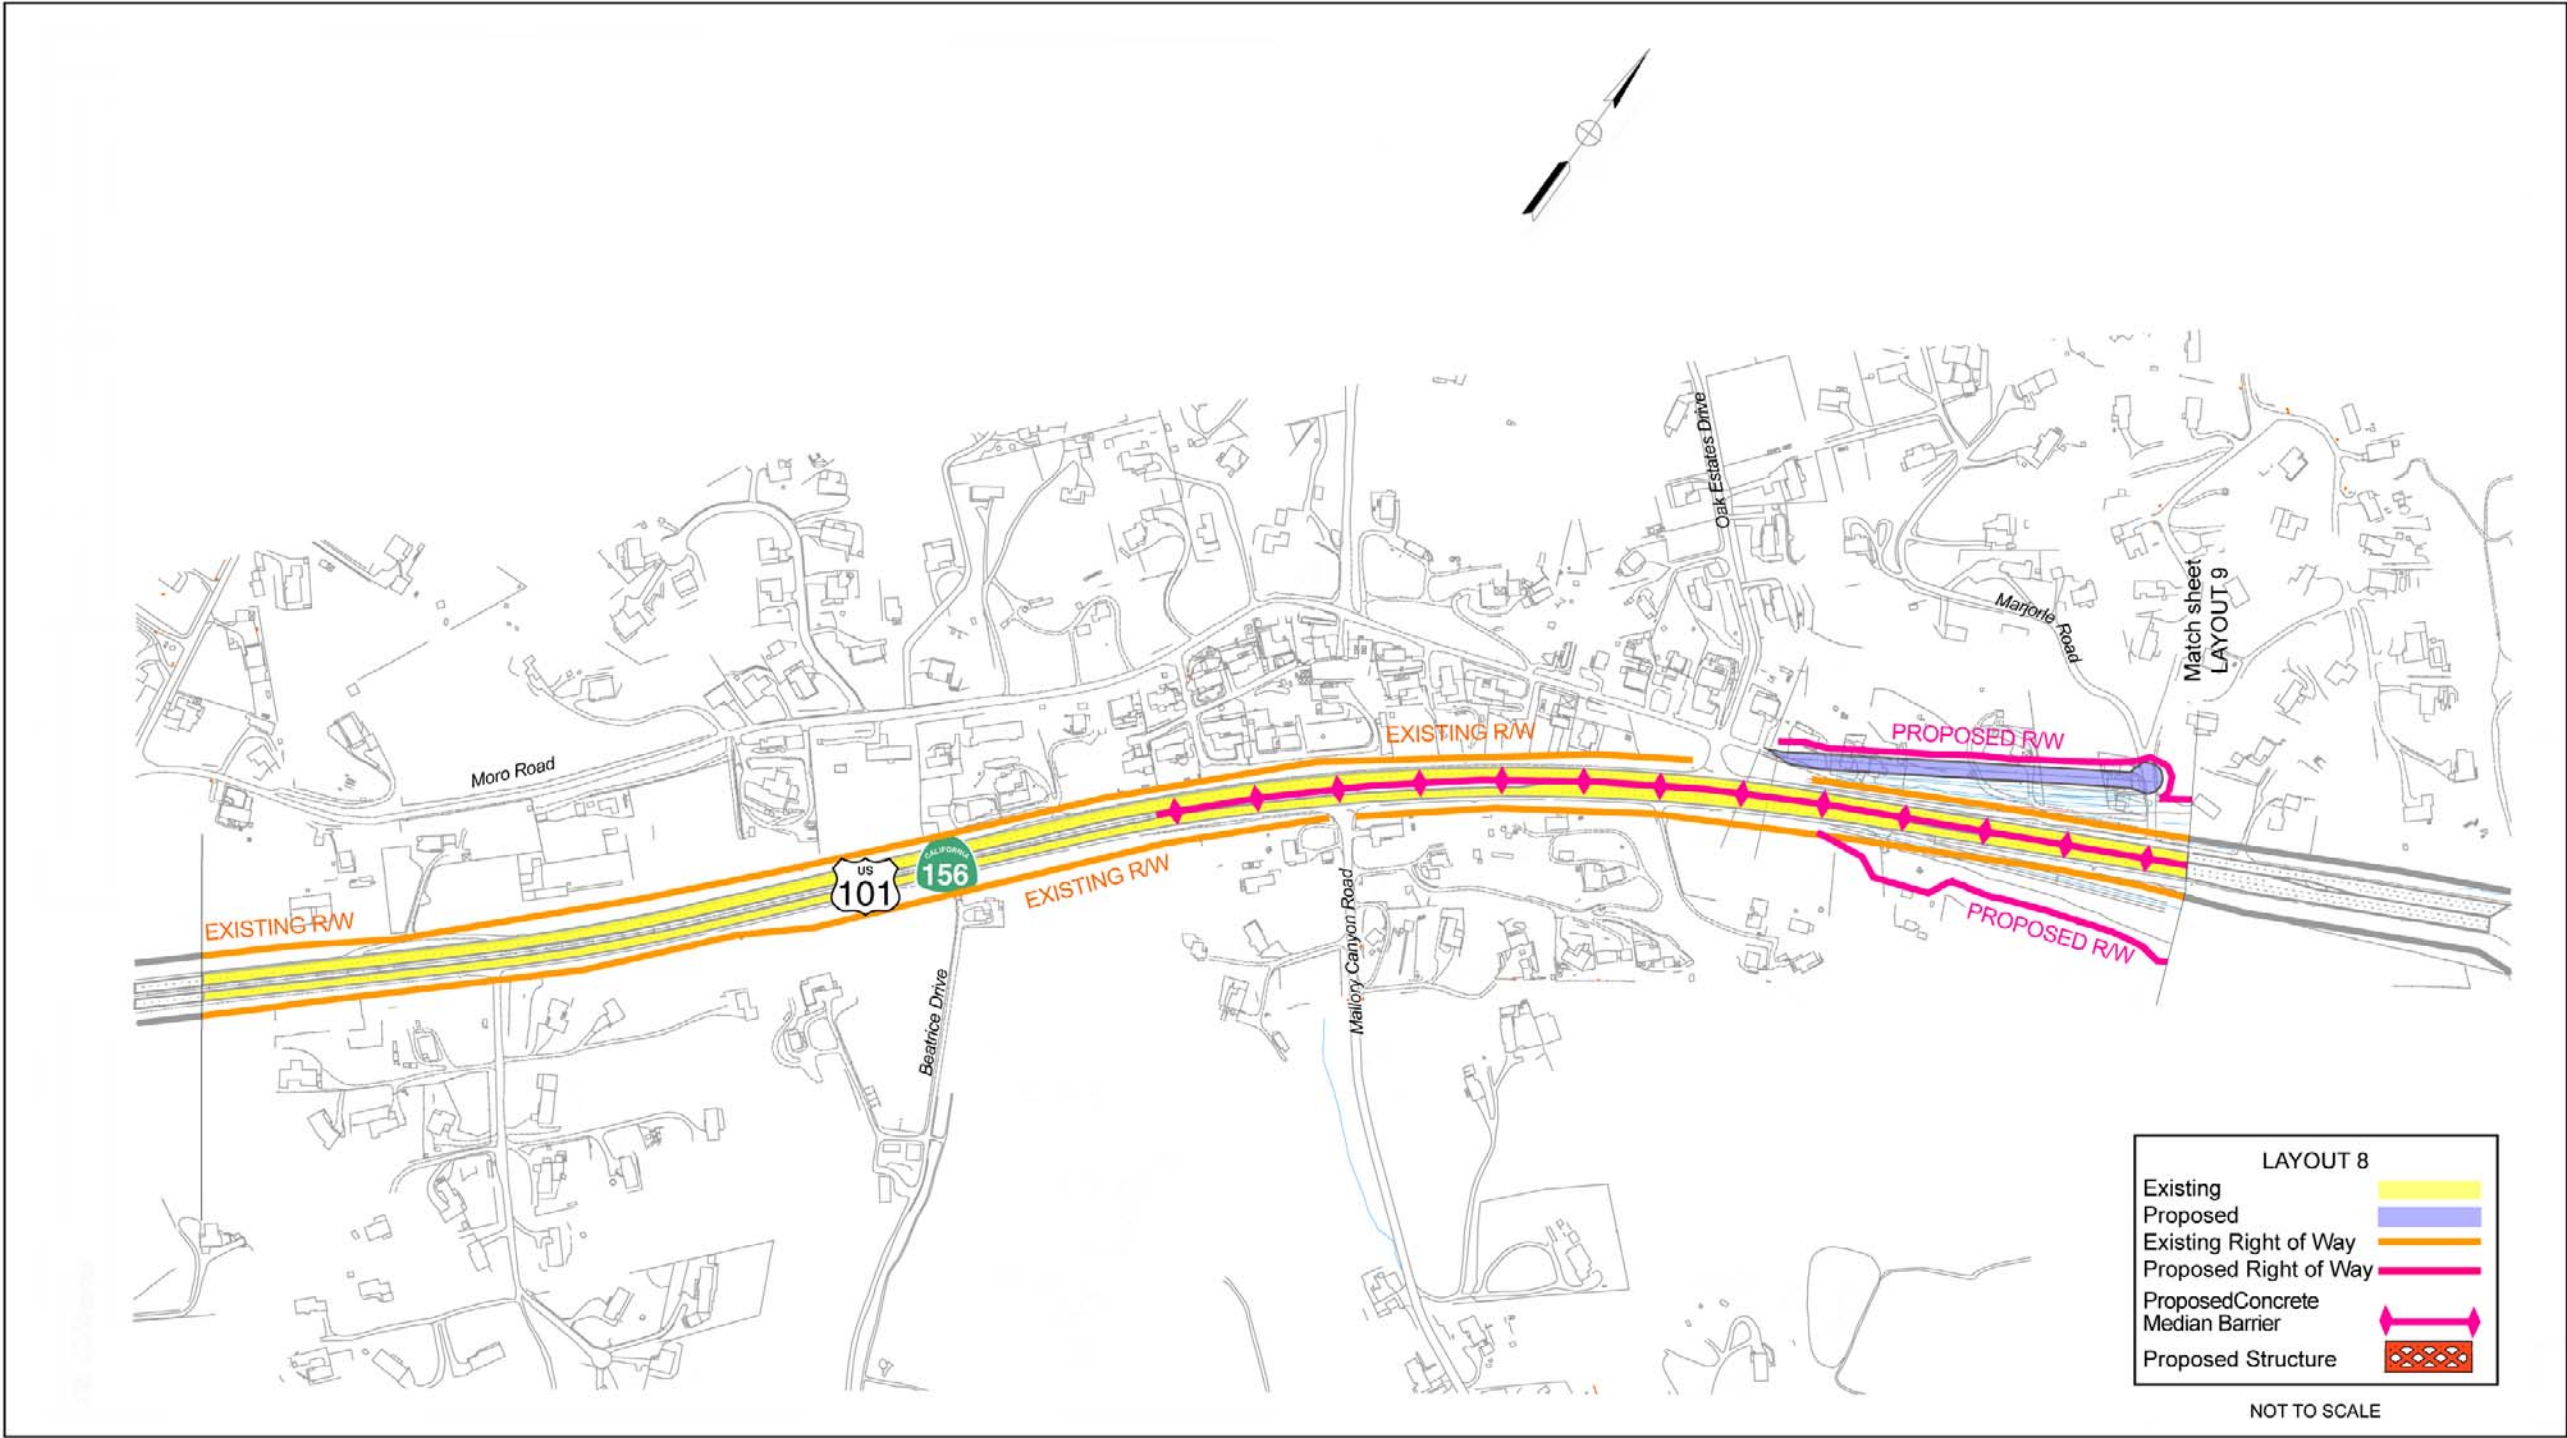 Oak Estates Drive
Marjorie Road
Match sheet
LAYOUT 9
PROPOSED R/W
EXISTING R/W
Moro Road
US
101
CALIFORNIA
156
EXISTING R/W
EXISTING R/W
Mallory Canyon Road
PROPOSED R/W
Beatrice Drive
LAYOUT 8
Existing
Proposed
Existing Right of Way
Proposed Right of Way
ProposedConcrete
Median Barrier
Proposed Structure
NOT TO SCALE